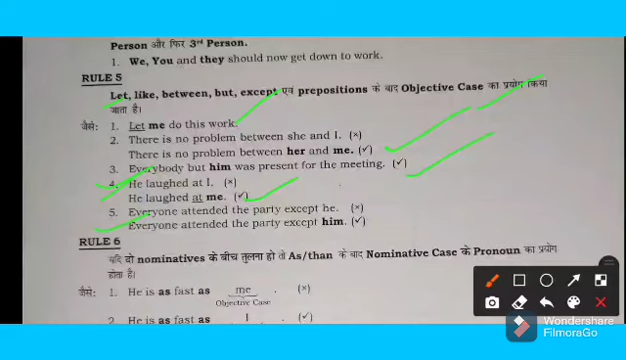 Person और फिर 3rd Person.
1. We, You and they should now get down to work.
RULE 5
Let, like, between, but, except एवं prepositions के बाद Objective Case का प्रयोग किया
जाता है।
जैसे : 1. Let me do this work.
2. There is no problem between she and I. (×)
There is no problem between her and me. (✓)
3. Everybody but him was present for the meeting. (✓)
4. He laughed at I. (×)
He laughed at me. (✓)
5. Everyone attended the party except he. (×)
Everyone attended the party except him. (✓)
RULE 6
यदि दो nominatives के बीच तुलना हो तो As/than के बाद Nominative Case के Pronoun का प्रयोग
होता है।
जैसे : 1. He is as fast as me . (×)
Objective Case
2. He is as fast as I . (✓)
Wondershare
FilmoraGo